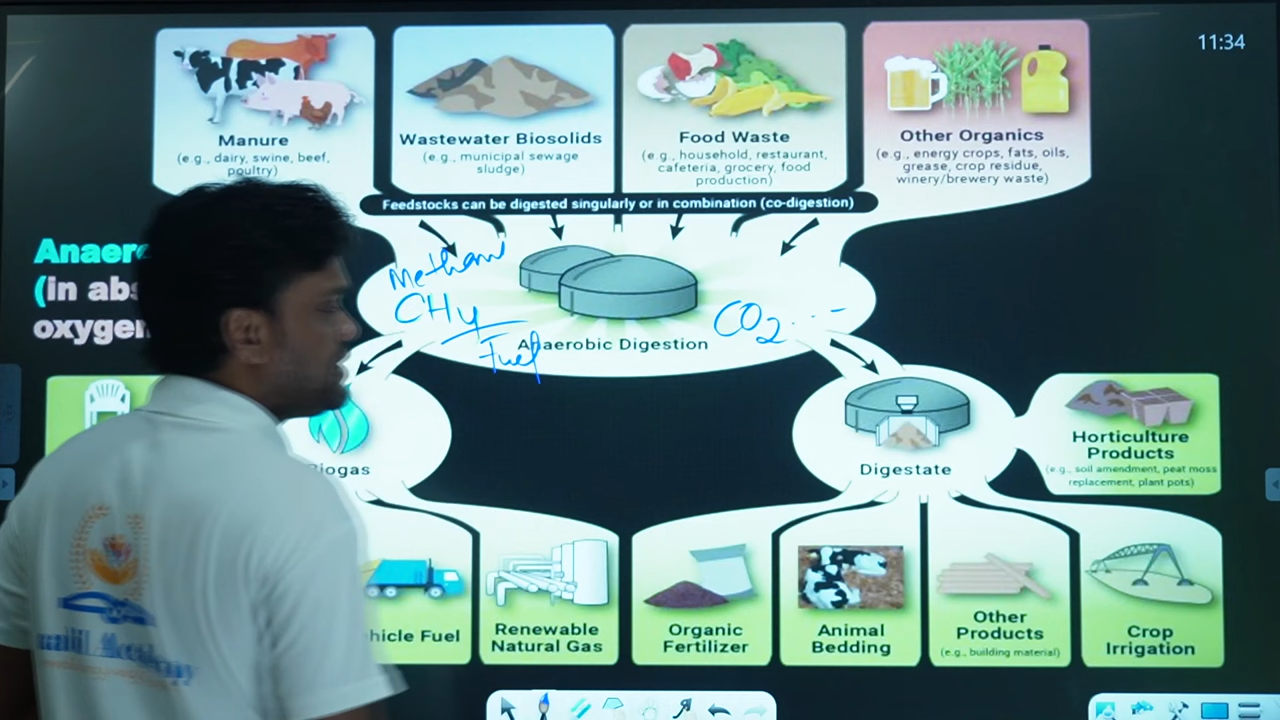 11:34
Manure
(e.g., dairy, swine, beef,
poultry)
Wastewater Biosolids
(e.g., municipal sewage
sludge)
Food Waste
(e.g., household, restaurant,
cafeteria, grocery, food
production)
Other Organics
(e.g., energy crops, fats, oils,
grease, crop residue,
winery/brewery waste)
Feedstocks can be digested singularly or in combination (co-digestion)
(in
Methane
CH4
Fuel
CO2 ...
Anaerobic Digestion
Biogas
Digestate
Horticulture
Products
(e.g., soil amendment, peat moss
replacement, plant pots)
Fuel
Renewable
Natural Gas
Organic
Fertilizer
Animal
Bedding
Other
Products
(e.g., building material)
Crop
Irrigation